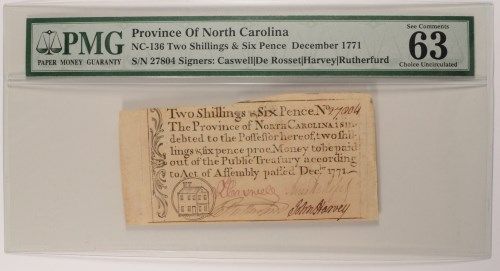 PMG
PAPER MONEY GUARANTY
Province Of North Carolina
NC-136 Two Shillings & Six Pence December 1771
S/N 27804 Signers: Caswell|De Rosset|Harvey|Rutherfurd
See Comments
63
Choice Uncirculated
Two Shillings & Six Pence. No 27804
The Province of NORTH CAROLINA is in-
debted to the Possessor hereof, two shil-
lings & six pence proc. Money to be paid
out of the Public Treasury according
to Act of Assembly passed Decr. 1771
John Harvey